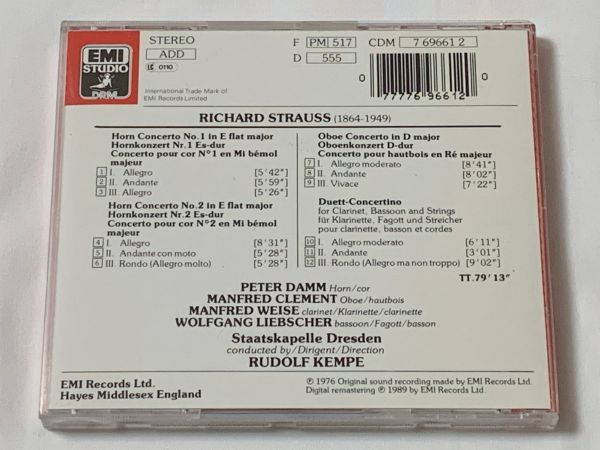 EMI
STUDIO
DRM
STEREO
ADD
LC 0110
International Trade Mark of
EMI Records Limited
F PM 517
D 555
CDM 7 69661 2
0 77776 96612 0
RICHARD STRAUSS (1864-1949)
Horn Concerto No. 1 in E flat major
Hornkonzert Nr. 1 Es-dur
Concerto pour cor N° 1 en Mi bémol
majeur
1 I. Allegro [5'42"]
2 II. Andante [5'59"]
3 III. Allegro [5'26"]
Horn Concerto No. 2 in E flat major
Hornkonzert Nr. 2 Es-dur
Concerto pour cor N° 2 en Mi bémol
majeur
4 I. Allegro [8'31"]
5 II. Andante con moto [5'28"]
6 III. Rondo (Allegro molto) [5'28"]
Oboe Concerto in D major
Oboenkonzert D-dur
Concerto pour hautbois en Ré majeur
7 I. Allegro moderato [8'41"]
8 II. Andante [8'02"]
9 III. Vivace [7'22"]
Duett-Concertino
for Clarinet, Bassoon and Strings
für Klarinette, Fagott und Streicher
pour clarinette, basson et cordes
10 I. Allegro moderato [6'11"]
11 II. Andante [3'01"]
12 III. Rondo (Allegro ma non troppo) [9'02"]
TT.79'13"
PETER DAMM Horn/cor
MANFRED CLEMENT Oboe/hautbois
MANFRED WEISE clarinet/Klarinette/clarinette
WOLFGANG LIEBSCHER bassoon/Fagott/basson
Staatskapelle Dresden
conducted by/Dirigent/Direction
RUDOLF KEMPE
EMI Records Ltd.
Hayes Middlesex England
℗ 1976 Original sound recording made by EMI Records Ltd.
Digital remastering ℗ 1989 by EMI Records Ltd.